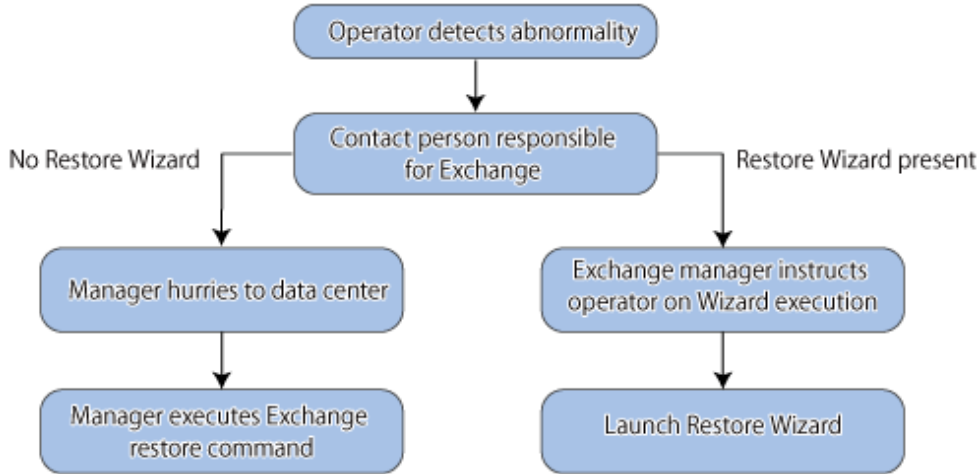 Operator detects abnormality
Contact person responsible
for Exchange
No Restore Wizard
Restore Wizard present
Manager hurries to data center
Exchange manager instructs
operator on Wizard execution
Manager executes Exchange
restore command
Launch Restore Wizard